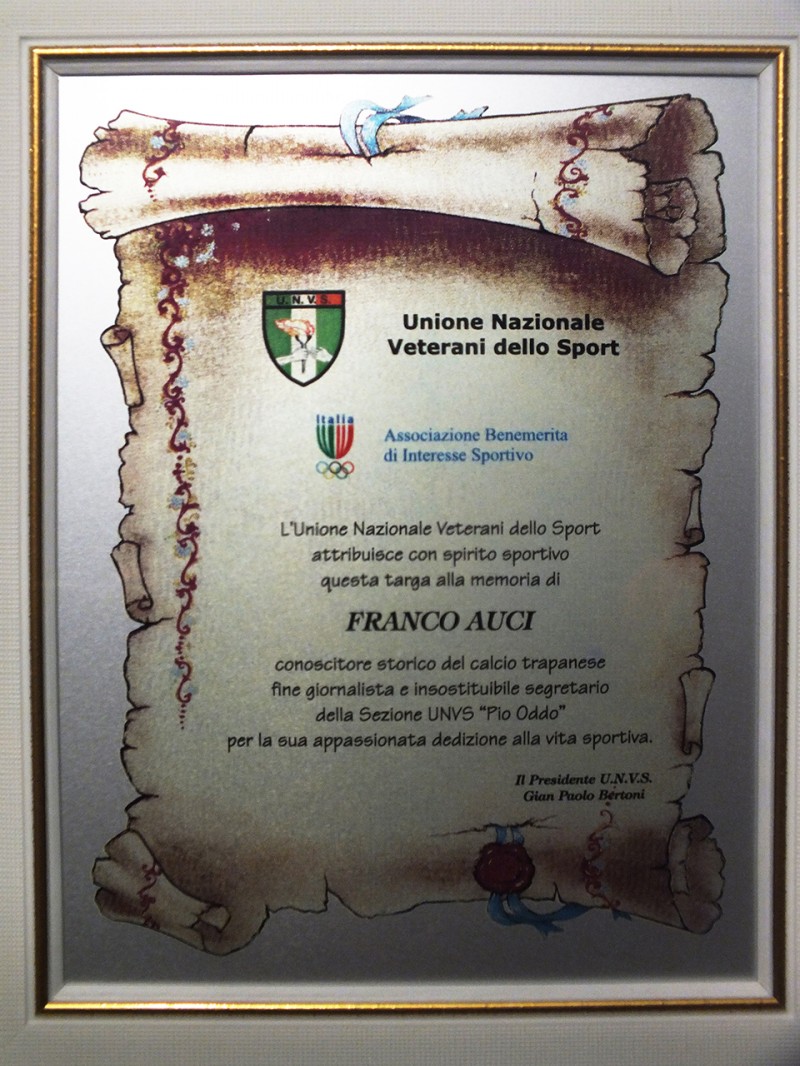 U.N.V.S.
Unione Nazionale
Veterani dello Sport
Italia
Associazione Benemerita
di Interesse Sportivo
L'Unione Nazionale Veterani dello Sport
attribuisce con spirito sportivo
questa targa alla memoria di
FRANCO AUCI
conoscitore storico del calcio trapanese
fine giornalista e insostituibile segretario
della Sezione UNVS “Pio Oddo”
per la sua appassionata dedizione alla vita sportiva.
Il Presidente U.N.V.S.
Gian Paolo Bertoni